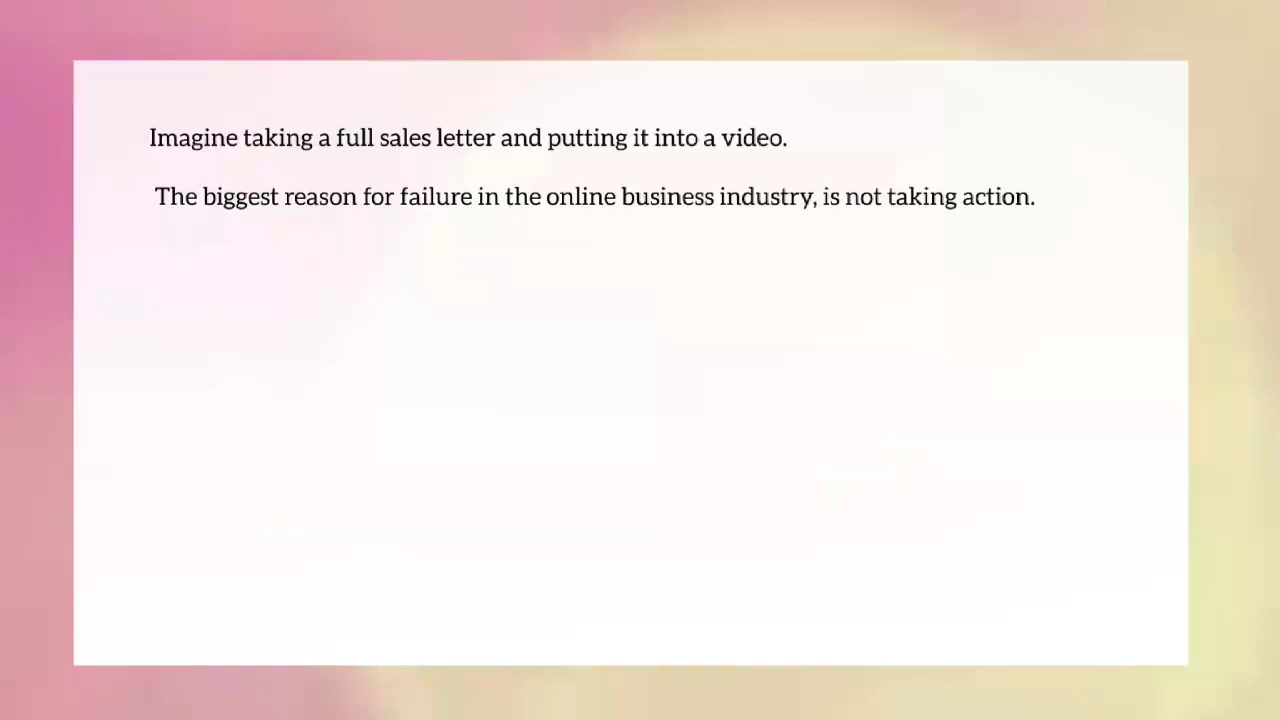 Imagine taking a full sales letter and putting it into a video.
The biggest reason for failure in the online business industry, is not taking action.